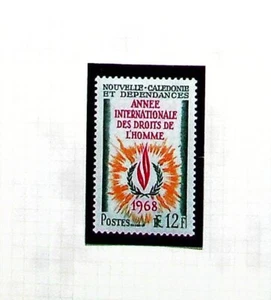 NOUVELLE-CALEDONIE
ET DEPENDANCES
ANNEE
INTERNATIONALE
DES DROITS DE
L'HOMME
1968
POSTES 12F